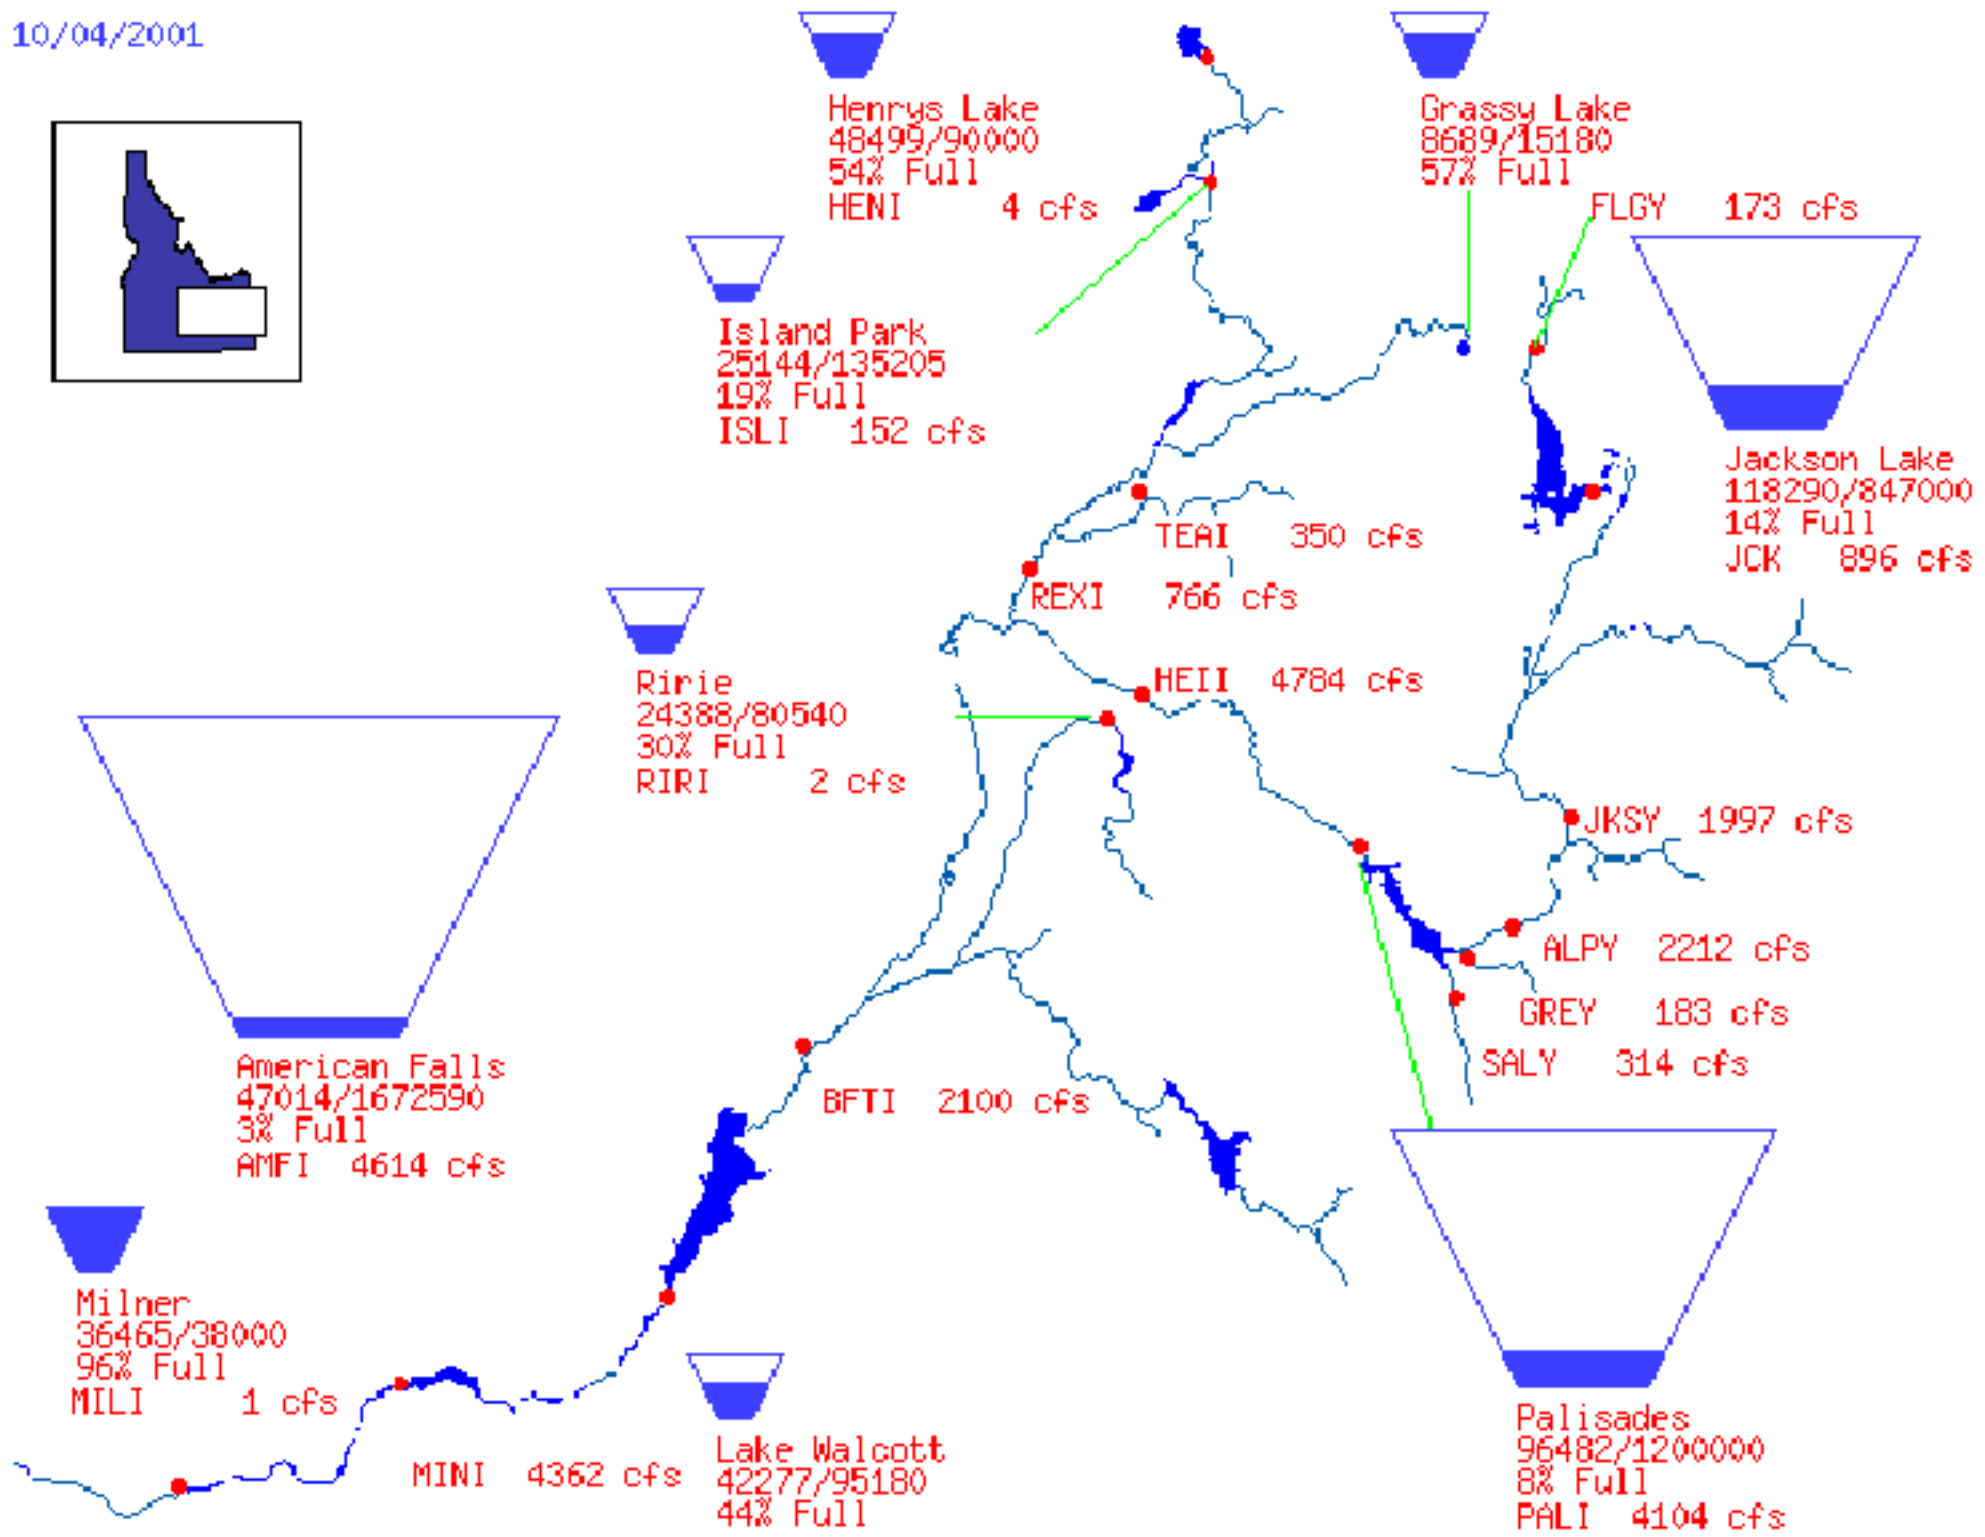 10/04/2001
Henrys Lake
48499/90000
54% Full
HENI 4 cfs
Grassy Lake
8689/15180
57% Full
FLGY 173 cfs
Island Park
25144/135205
19% Full
ISLI 152 cfs
Jackson Lake
118290/847000
14% Full
JCK 896 cfs
TEAI 350 cfs
REXI 766 cfs
Ririe
24388/80540
30% Full
RIRI 2 cfs
HEII 4784 cfs
JKSY 1997 cfs
ALPY 2212 cfs
GREY 183 cfs
SALY 314 cfs
American Falls
47014/1672590
3% Full
AMFI 4614 cfs
BFTI 2100 cfs
Milner
36465/38000
96% Full
MILI 1 cfs
MINI 4362 cfs
Lake Walcott
42277/95180
44% Full
Palisades
96482/1200000
8% Full
PALI 4104 cfs